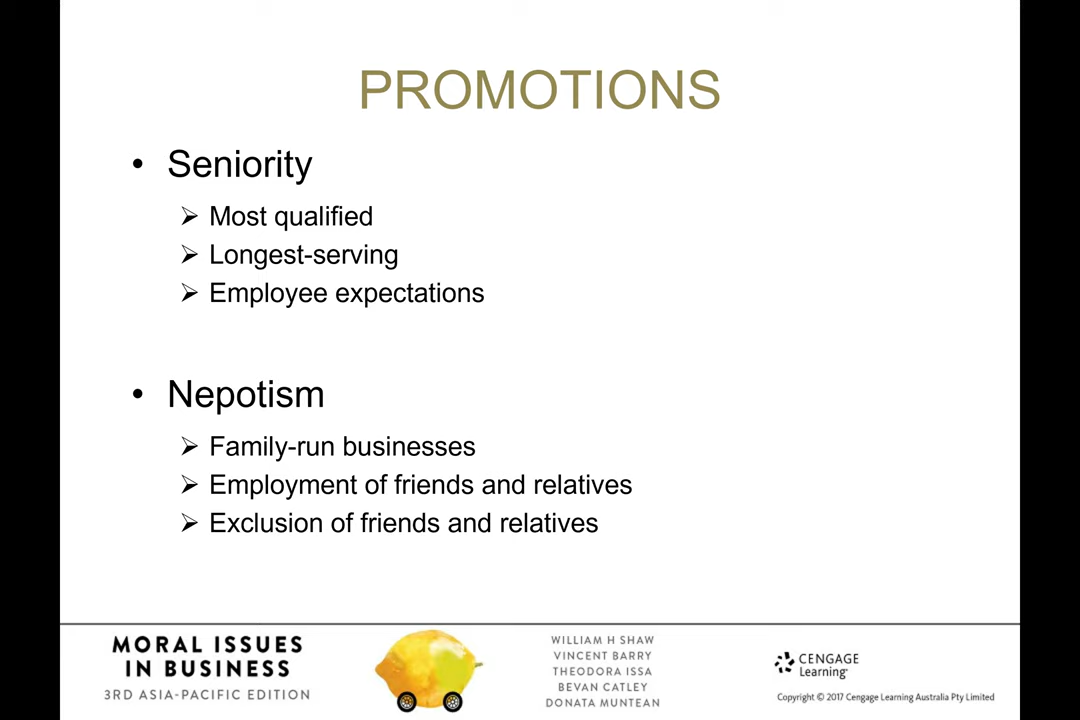 PROMOTIONS
• Seniority
➢ Most qualified
➢ Longest-serving
➢ Employee expectations
• Nepotism
➢ Family-run businesses
➢ Employment of friends and relatives
➢ Exclusion of friends and relatives
MORAL ISSUES
IN BUSINESS
3RD ASIA-PACIFIC EDITION
WILLIAM H SHAW
VINCENT BARRY
THEODORA ISSA
BEVAN CATLEY
DONATA MUNTEAN
CENGAGE
Learning™
Copyright © 2017 Cengage Learning Australia Pty Limited